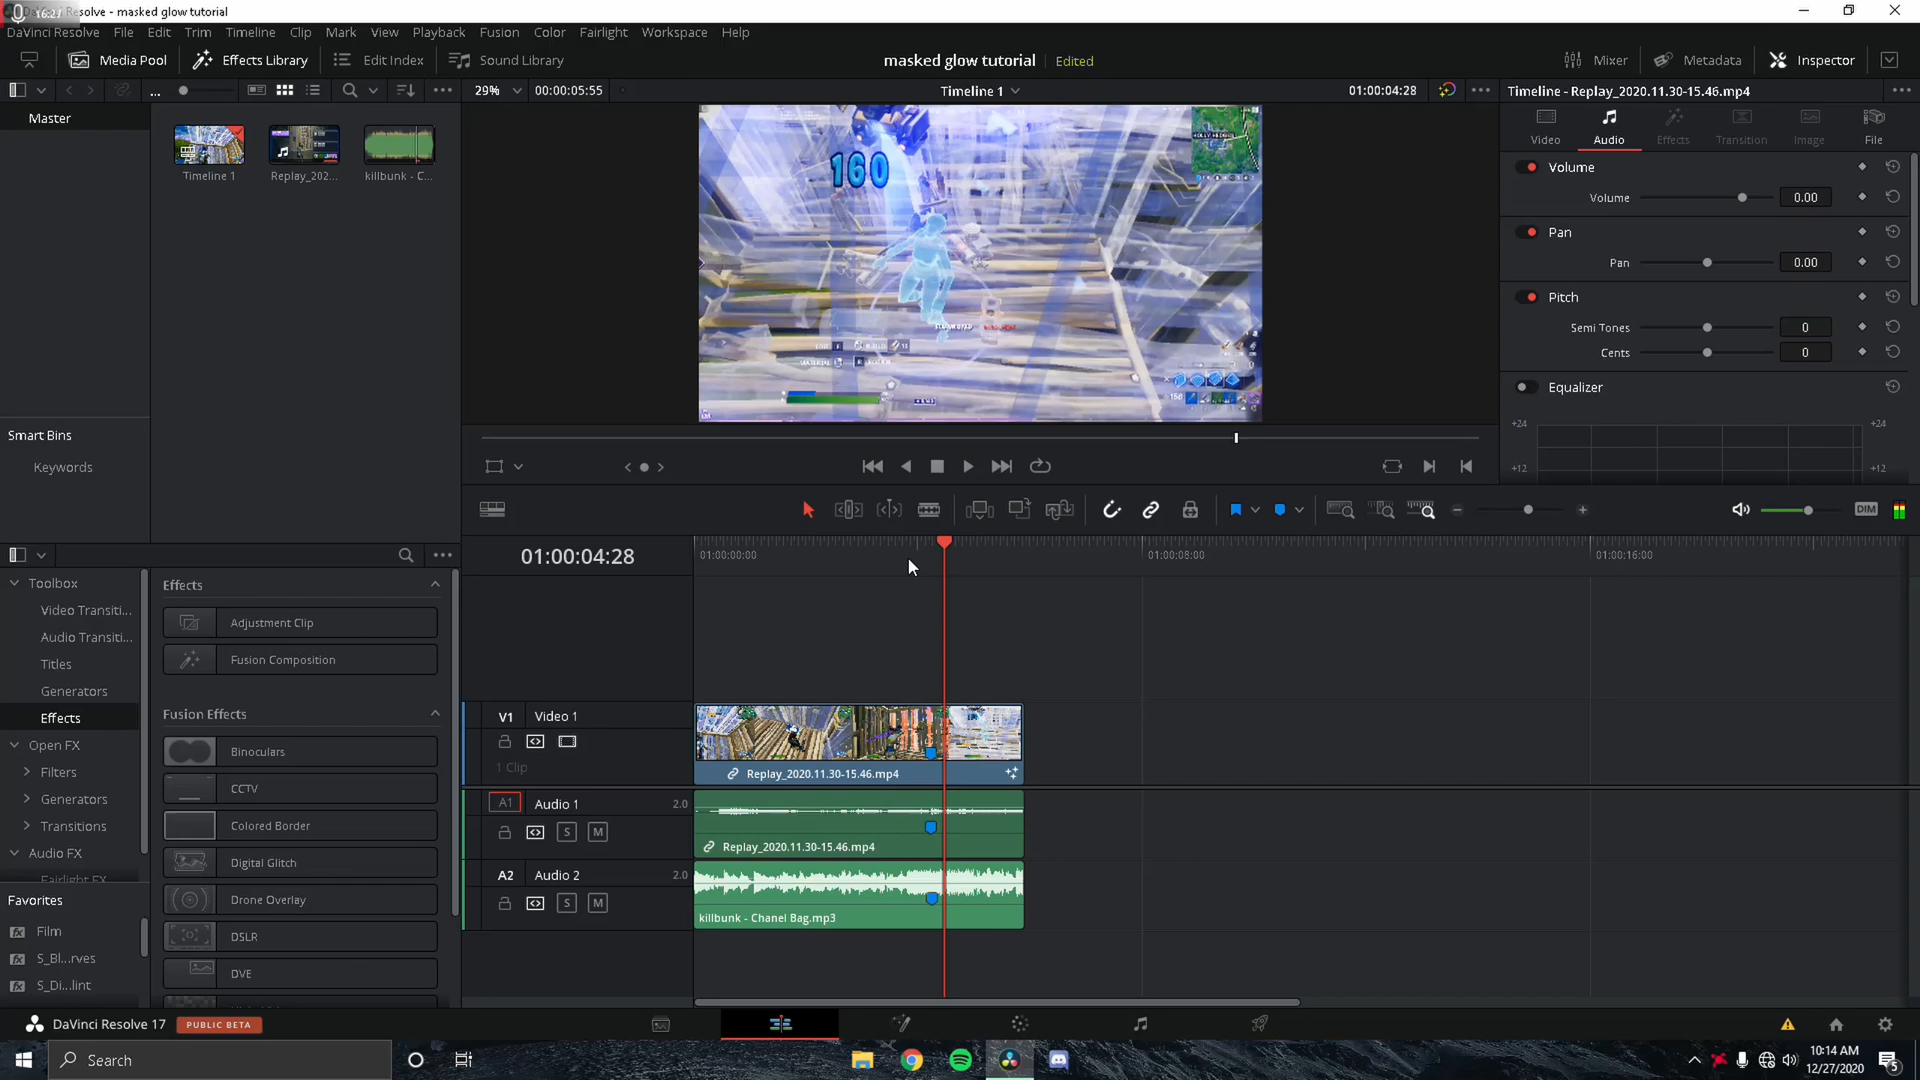 16:27
Resolve - masked glow tutorial
DaVinci Resolve File Edit Trim Timeline Clip Mark View Playback Fusion Color Fairlight Workspace Help
Media Pool Effects Library Edit Index Sound Library masked glow tutorial Edited Mixer Metadata Inspector
... 29% 00:00:05:55 Timeline 1 01:00:04:28 Timeline - Replay_2020.11.30-15.46.mp4
Master
Timeline 1 Replay_202... killbunk - C...
160
Video Audio Effects Transition Image File
Volume
Volume 0.00
Pan
Pan 0.00
Pitch
Semi Tones 0
Cents 0
Equalizer
+24 +24
+12 +12
Smart Bins
Keywords
DIM
01:00:04:28 01:00:00:00 01:00:08:00 01:00:16:00
Toolbox
Video Transiti...
Audio Transiti...
Titles
Generators
Effects
Open FX
Filters
Generators
Transitions
Audio FX
Fairlight FX
Favorites
Film
S_Bl...rves
S_Di...lint
Effects
Adjustment Clip
Fusion Composition
Fusion Effects
Binoculars
CCTV
Colored Border
Digital Glitch
Drone Overlay
DSLR
DVE
V1 Video 1
1 Clip
Replay_2020.11.30-15.46.mp4
A1 Audio 1 2.0
S M
Replay_2020.11.30-15.46.mp4
A2 Audio 2 2.0
S M
killbunk - Chanel Bag.mp3
DaVinci Resolve 17 PUBLIC BETA
Search
10:14 AM
12/27/2020
5